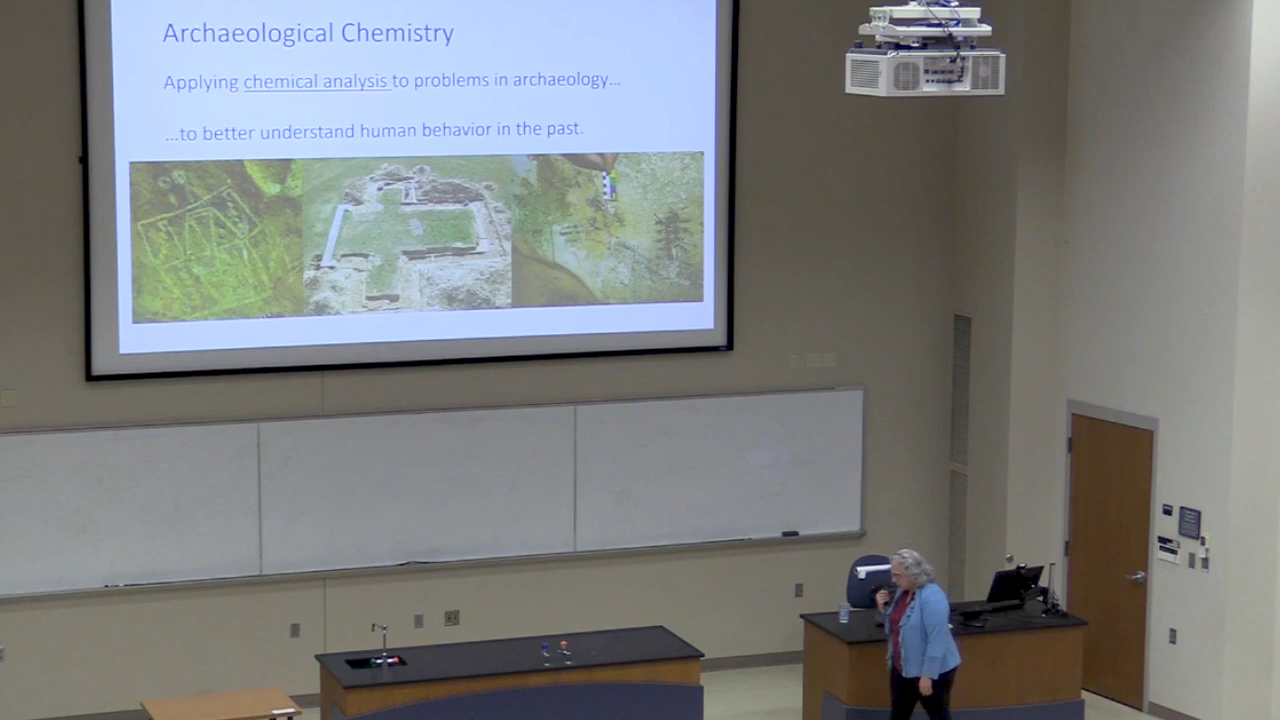 Archaeological Chemistry
Applying chemical analysis to problems in archaeology...
...to better understand human behavior in the past.